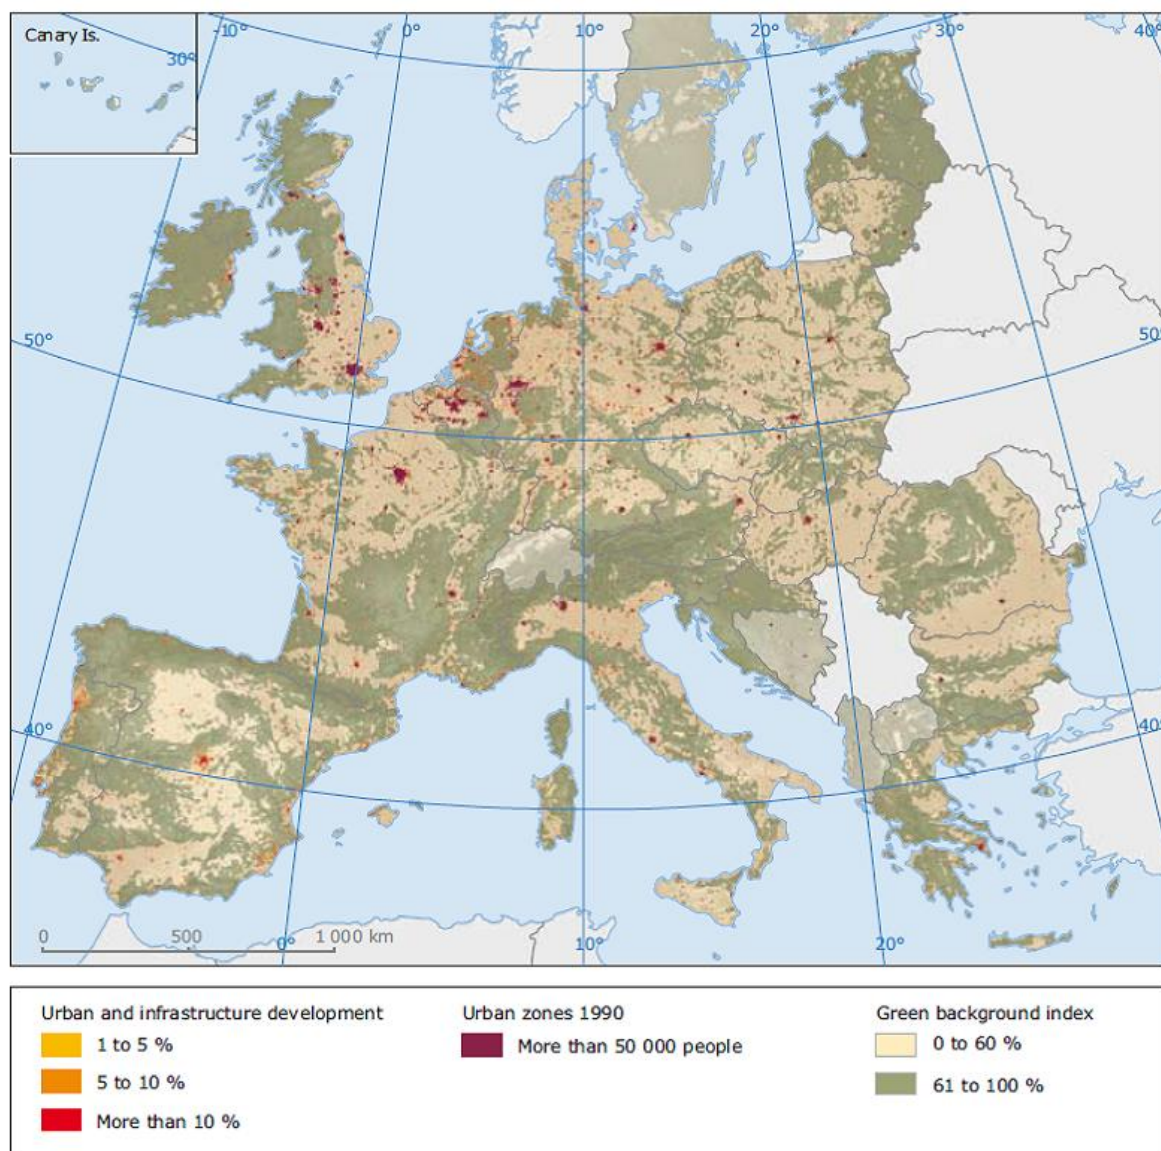 Canary Is.
30°
-10°
0°
10°
20°
30°
40°
50°
50°
40°
40°
0
500
1 000 km
0°
10°
20°
Urban and infrastructure development
1 to 5 %
5 to 10 %
More than 10 %
Urban zones 1990
More than 50 000 people
Green background index
0 to 60 %
61 to 100 %